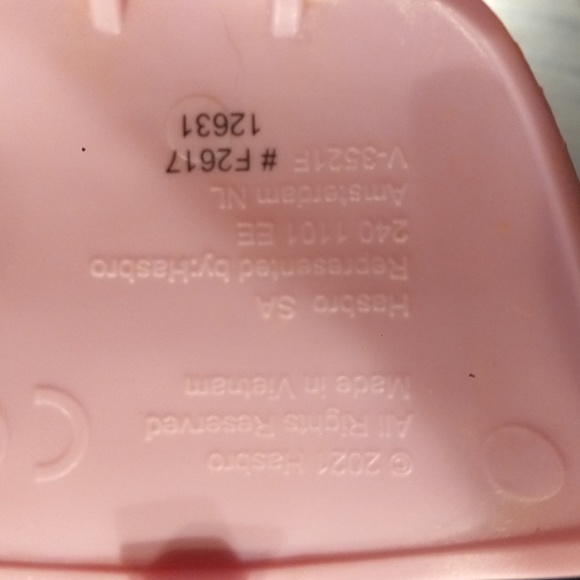 © 2021 Hasbro
All Rights Reserved
Made in Vietnam
Hasbro SA
Represented by:Hasbro
240 1101 EE
Amsterdam NL
V-3521F
# F2617
12631